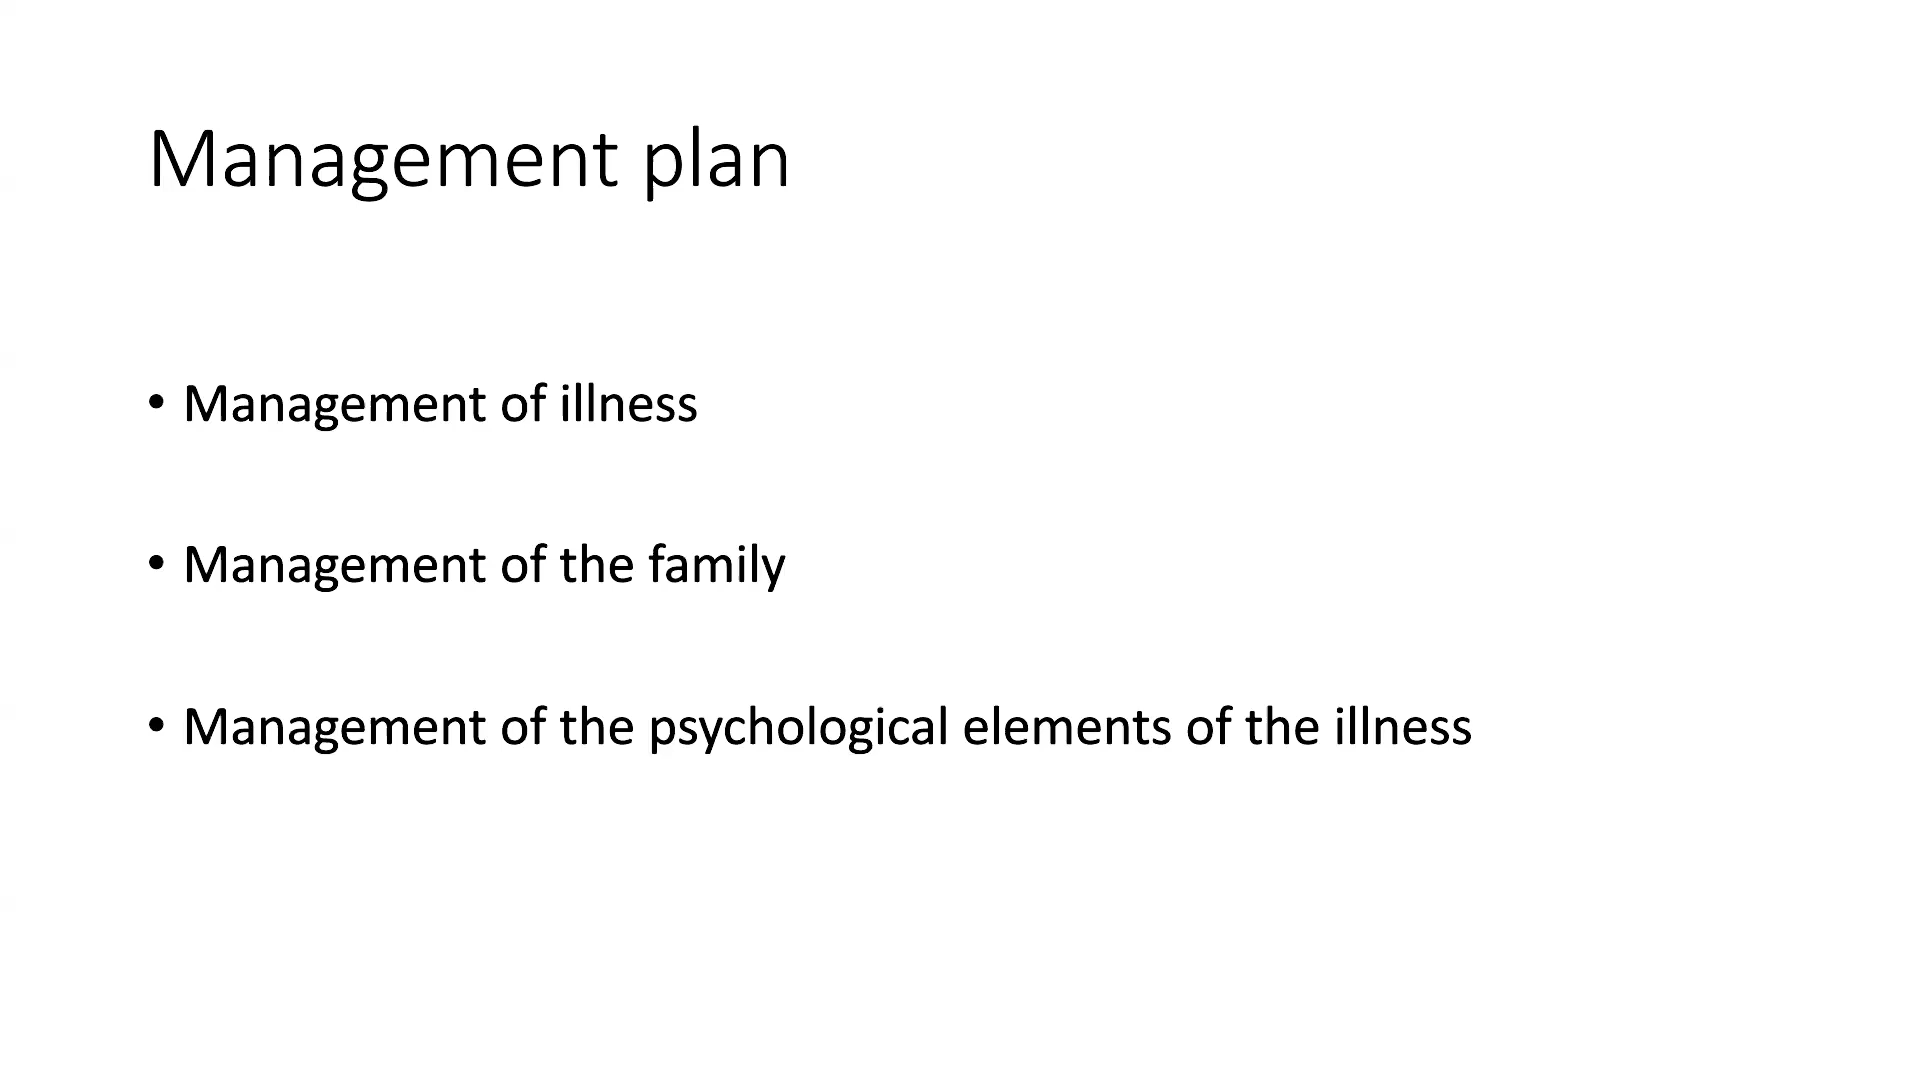 Management plan
• Management of illness
• Management of the family
• Management of the psychological elements of the illness